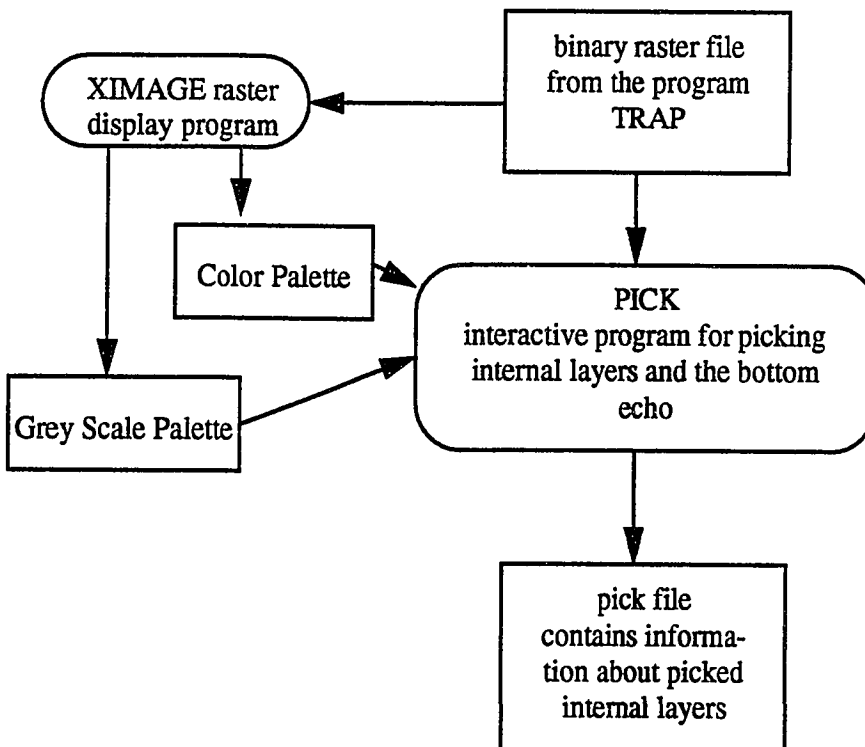 binary raster file
from the program
TRAP
XIMAGE raster
display program
Color Palette
PICK
interactive program for picking
internal layers and the bottom
echo
Grey Scale Palette
pick file
contains informa-
tion about picked
internal layers